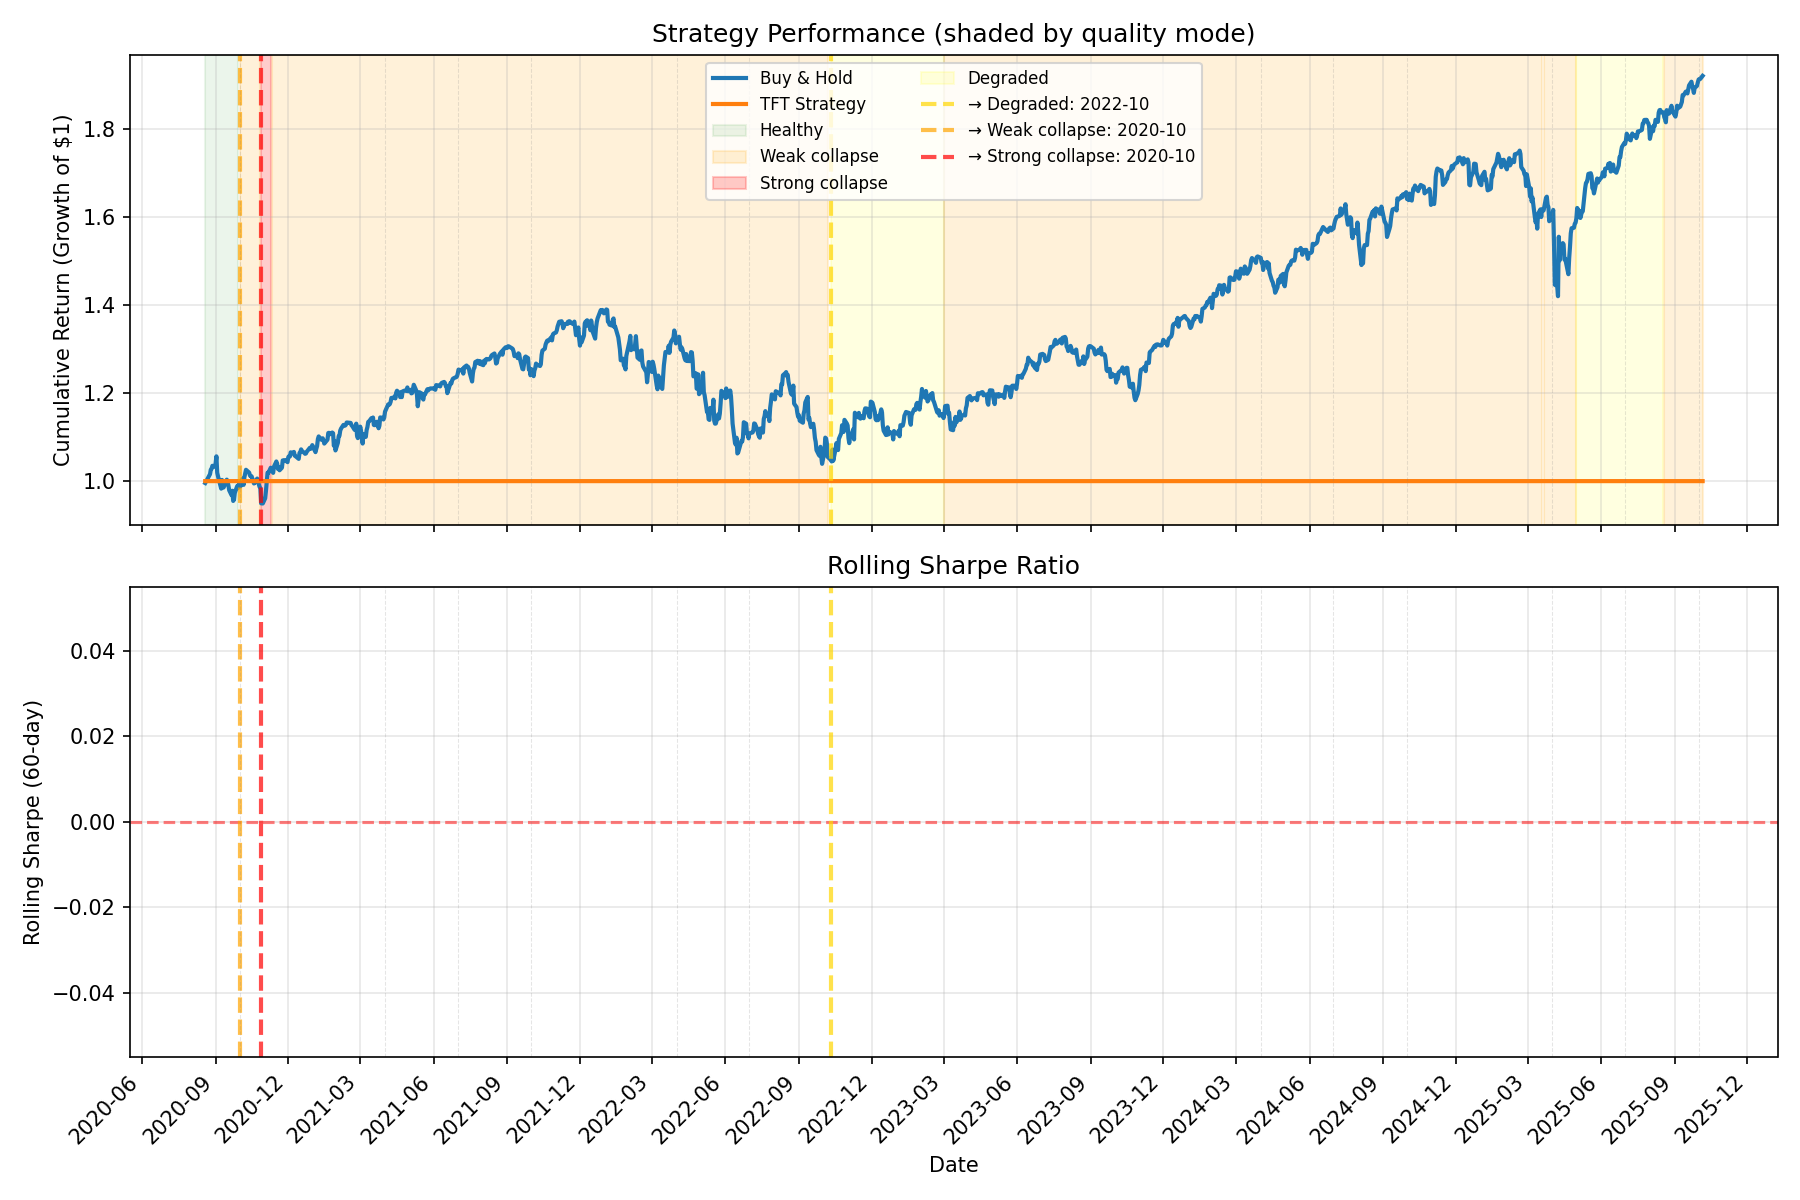 Strategy Performance (shaded by quality mode)
Cumulative Return (Growth of $1)
1.8
1.6
1.4
1.2
1.0
Buy & Hold
TFT Strategy
Healthy
Weak collapse
Strong collapse
Degraded
→ Degraded: 2022-10
→ Weak collapse: 2020-10
→ Strong collapse: 2020-10
Rolling Sharpe Ratio
Rolling Sharpe (60-day)
0.04
0.02
0.00
−0.02
−0.04
2020-06
2020-09
2020-12
2021-03
2021-06
2021-09
2021-12
2022-03
2022-06
2022-09
2022-12
2023-03
2023-06
2023-09
2023-12
2024-03
2024-06
2024-09
2024-12
2025-03
2025-06
2025-09
2025-12
Date